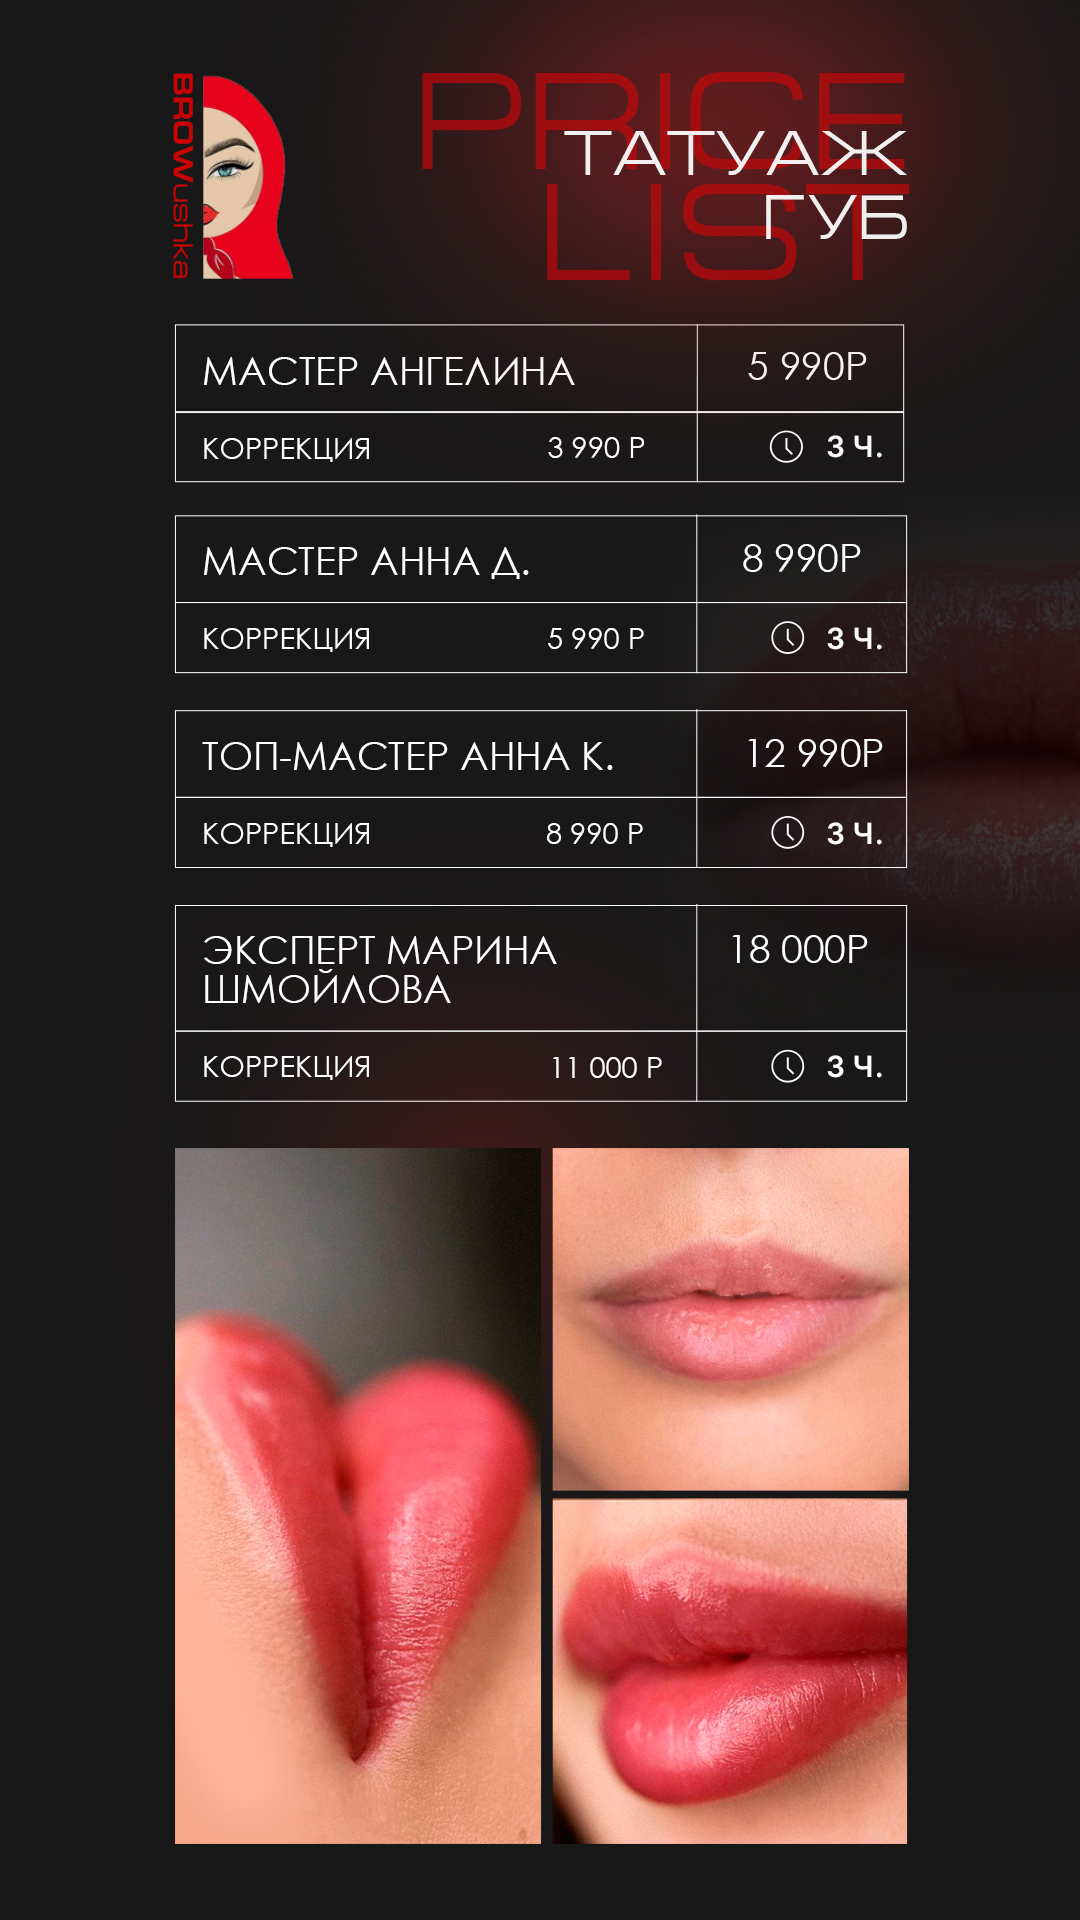 BROWushka
PRICE
LIST
ТАТУАЖ
ГУБ
МАСТЕР АНГЕЛИНА
5 990Р
КОРРЕКЦИЯ
3 990 Р
3 Ч.
МАСТЕР АННА Д.
8 990Р
КОРРЕКЦИЯ
5 990 Р
3 Ч.
ТОП-МАСТЕР АННА К.
12 990Р
КОРРЕКЦИЯ
8 990 Р
3 Ч.
ЭКСПЕРТ МАРИНА
ШМОЙЛОВА
18 000Р
КОРРЕКЦИЯ
11 000 Р
3 Ч.